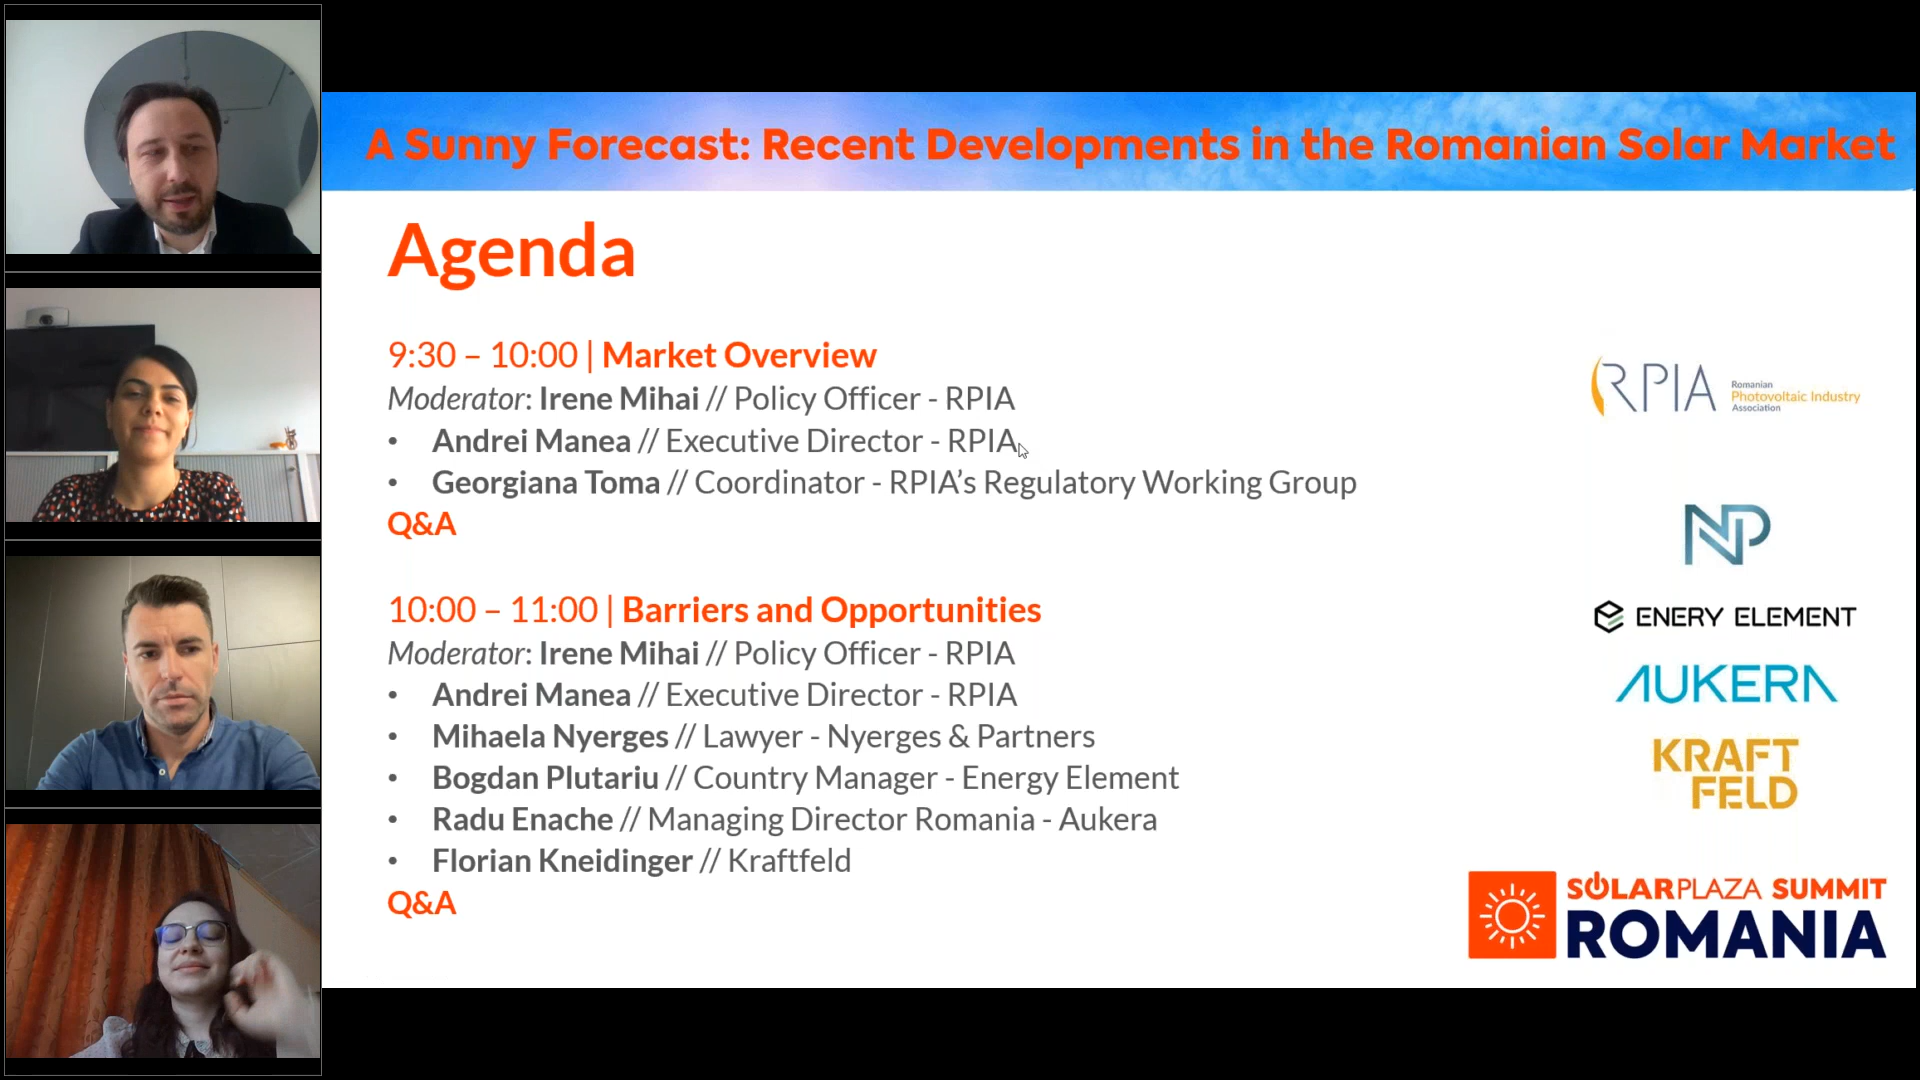 A Sunny Forecast: Recent Developments in the Romanian Solar Market
Agenda
9:30 – 10:00 | Market Overview
Moderator: Irene Mihai // Policy Officer - RPIA
• Andrei Manea // Executive Director - RPIA
• Georgiana Toma // Coordinator - RPIA’s Regulatory Working Group
Q&A
10:00 – 11:00 | Barriers and Opportunities
Moderator: Irene Mihai // Policy Officer - RPIA
• Andrei Manea // Executive Director - RPIA
• Mihaela Nyerges // Lawyer - Nyerges & Partners
• Bogdan Plutariu // Country Manager - Energy Element
• Radu Enache // Managing Director Romania - Aukera
• Florian Kneidinger // Kraftfeld
Q&A
RPIA
Romanian
Photovoltaic Industry
Association
NP
ENERY ELEMENT
AUKERA
KRAFT
FELD
SOLARPLAZA SUMMIT
ROMANIA